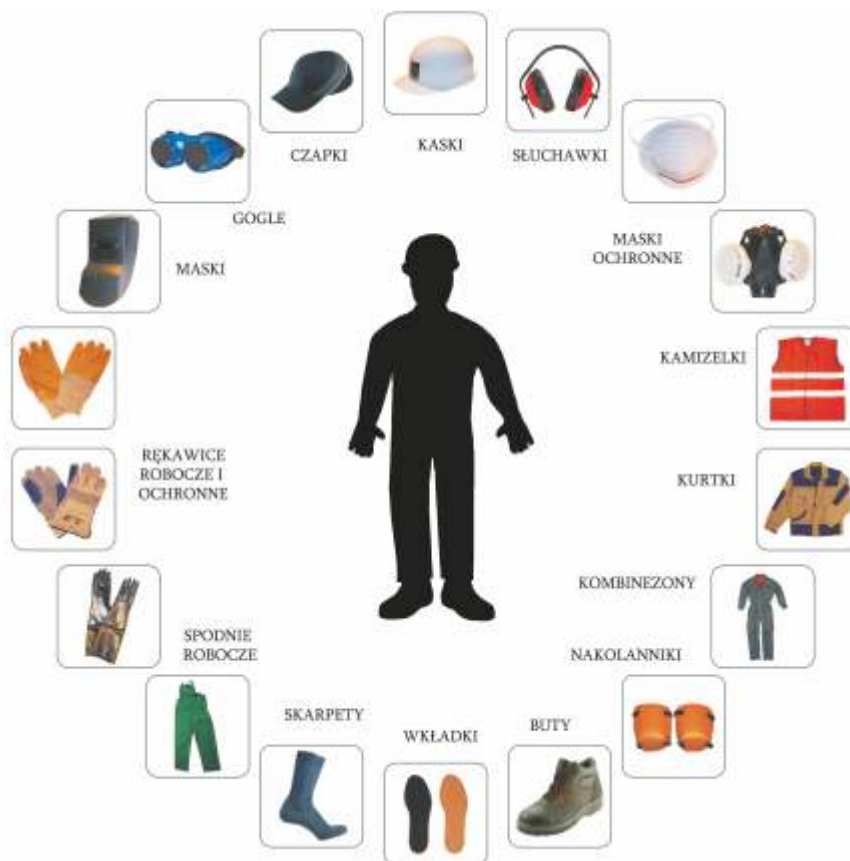 KASKI
CZAPKI
SŁUCHAWKI
GOGLE
MASKI
OCHRONNE
MASKI
KAMIZELKI
RĘKAWICE
ROBOCZE I
OCHRONNE
KURTKI
KOMBINEZONY
SPODNIE
ROBOCZE
NAKOLANNIKI
SKARPETY
WKŁADKI
BUTY